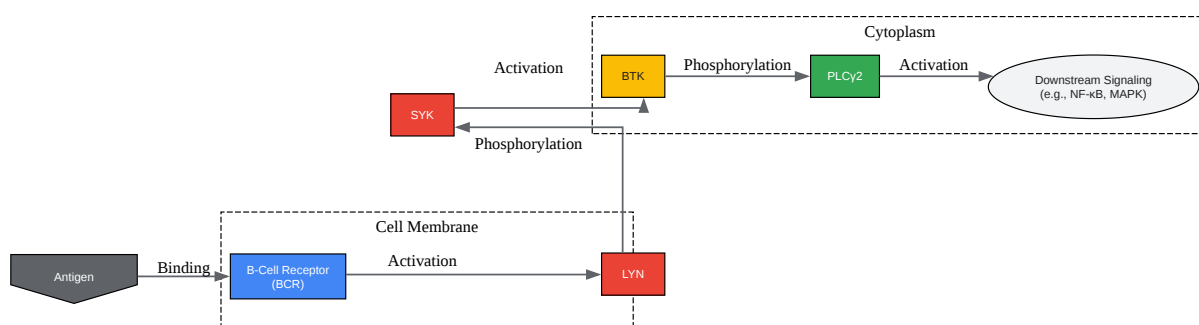 Cytoplasm
Activation
BTK
Phosphorylation
PLCγ2
Activation
Downstream Signaling
(e.g., NF-κB, MAPK)
SYK
Phosphorylation
Cell Membrane
Antigen
Binding
B-Cell Receptor
(BCR)
Activation
LYN